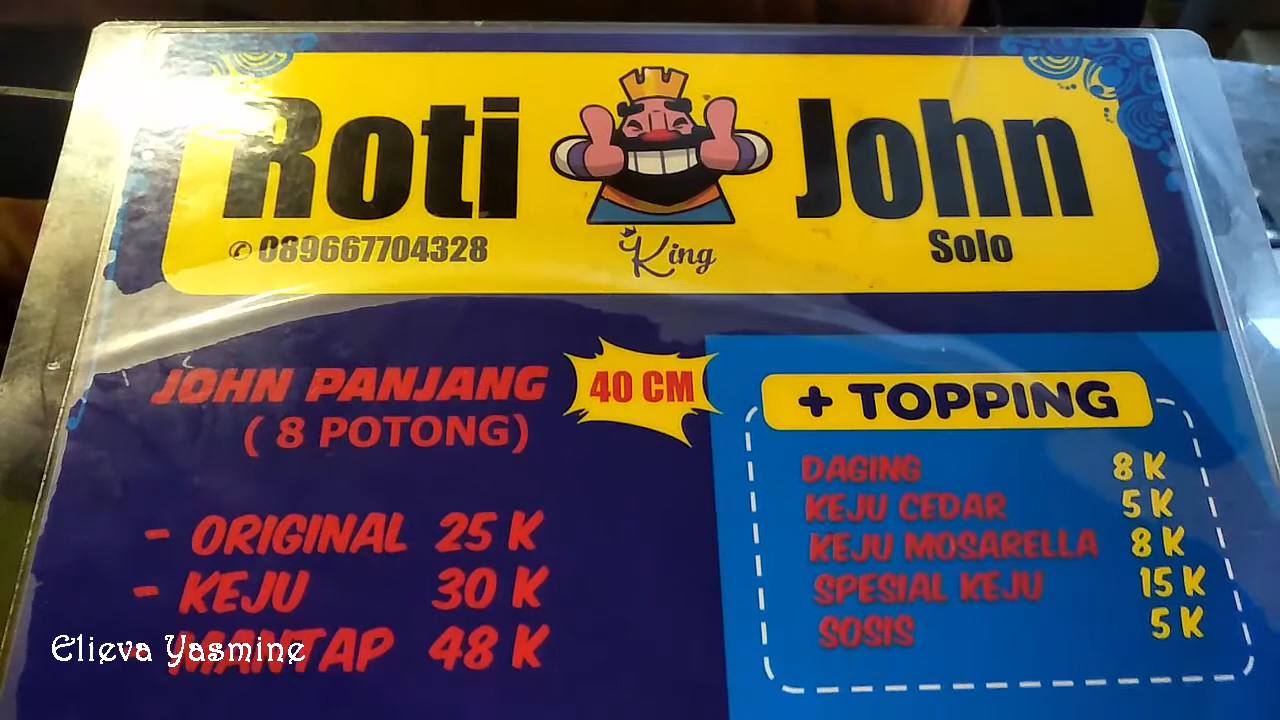 Roti John
✆ 089667704328 King Solo
JOHN PANJANG 40 CM
( 8 POTONG)
- ORIGINAL 25 K
- KEJU 30 K
- MANTAP 48 K
+ TOPPING
DAGING 8 K
KEJU CEDAR 5 K
KEJU MOSARELLA 8 K
SPESIAL KEJU 15 K
SOSIS 5 K
Elieva Yasmine